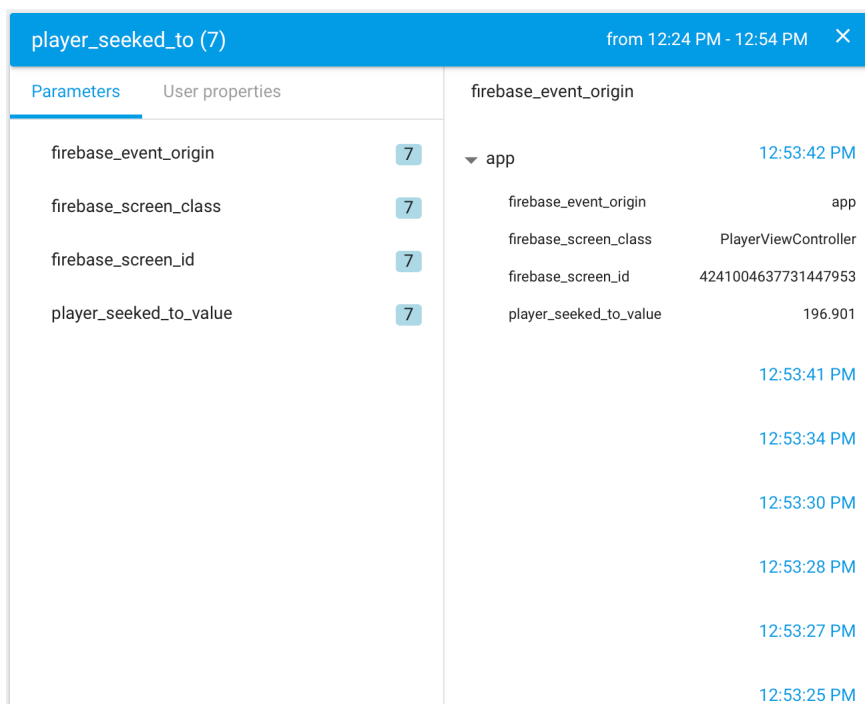 player_seeked_to (7) from 12:24 PM - 12:54 PM ×
Parameters User properties
firebase_event_origin 7
firebase_screen_class 7
firebase_screen_id 7
player_seeked_to_value 7
firebase_event_origin
app 12:53:42 PM
firebase_event_origin app
firebase_screen_class PlayerViewController
firebase_screen_id 4241004637731447953
player_seeked_to_value 196.901
12:53:41 PM
12:53:34 PM
12:53:30 PM
12:53:28 PM
12:53:27 PM
12:53:25 PM